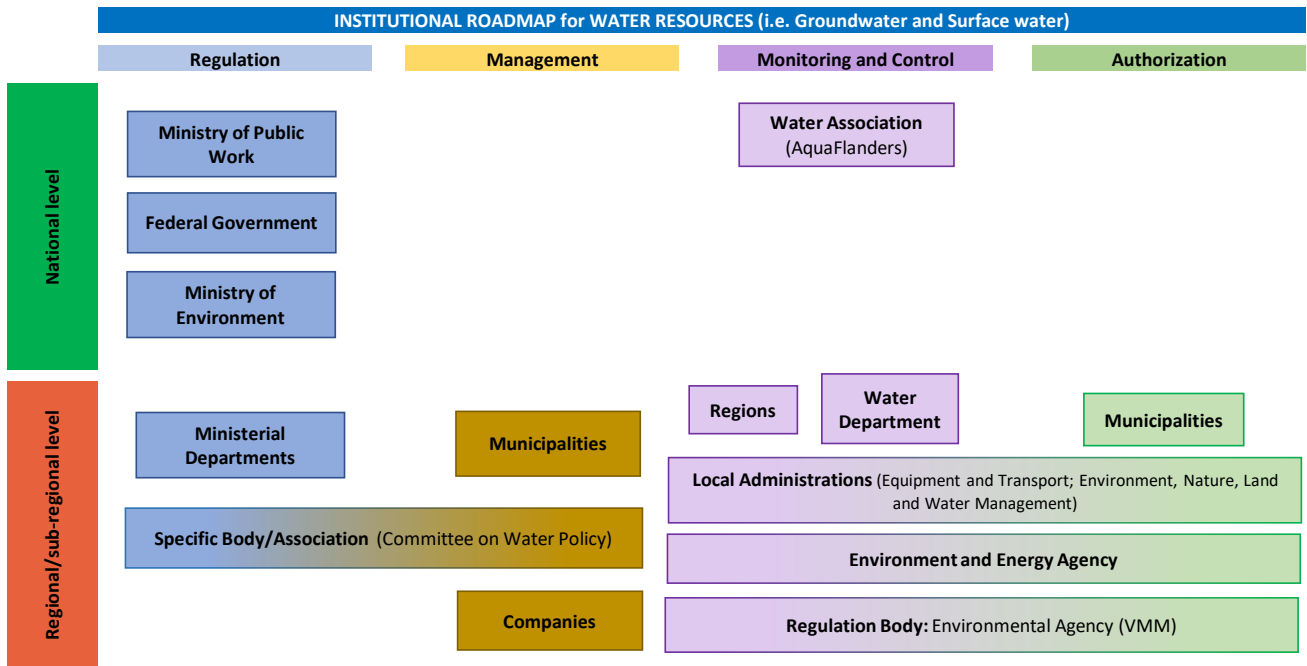 INSTITUTIONAL ROADMAP for WATER RESOURCES (i.e. Groundwater and Surface water)
Regulation
Management
Monitoring and Control
Authorization
National level
Ministry of Public
Work
Federal Government
Ministry of
Environment
Water Association
(AquaFlanders)
Regional/sub-regional level
Ministerial
Departments
Municipalities
Regions
Water
Department
Municipalities
Local Administrations (Equipment and Transport; Environment, Nature, Land
and Water Management)
Specific Body/Association (Committee on Water Policy)
Environment and Energy Agency
Companies
Regulation Body: Environmental Agency (VMM)